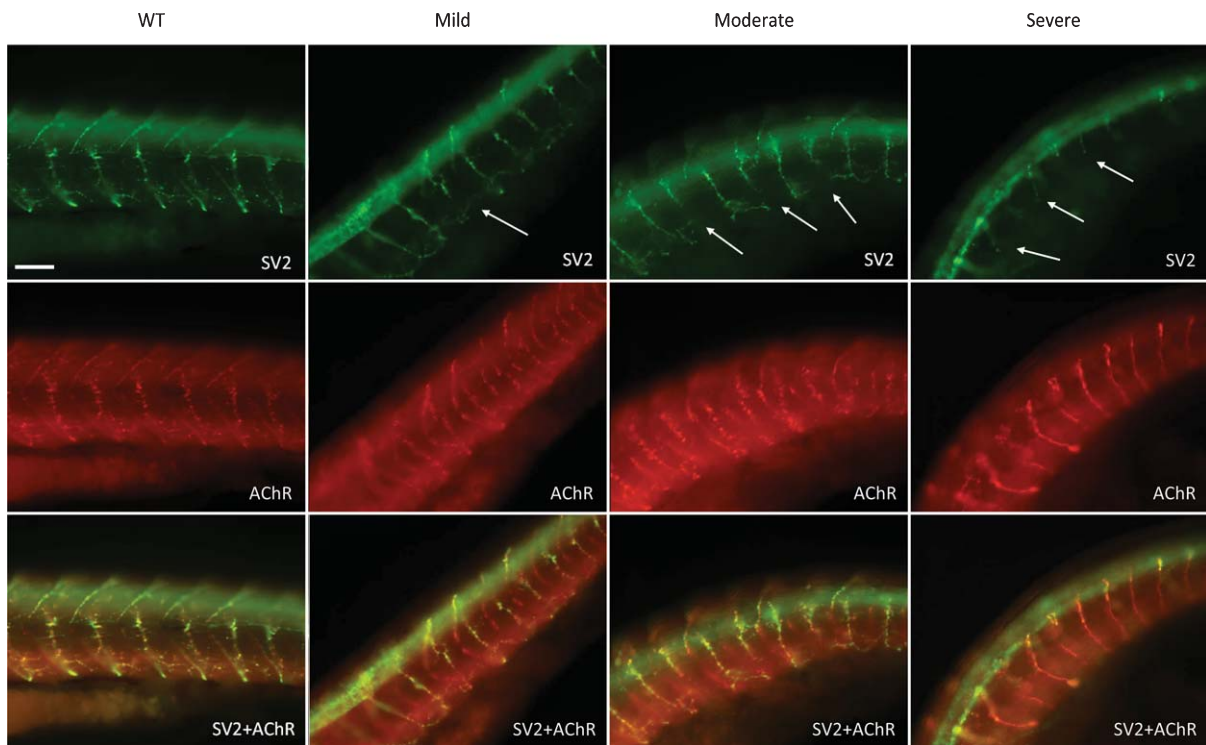 WT Mild Moderate Severe
SV2 SV2 SV2 SV2
AChR AChR AChR AChR
SV2+AChR SV2+AChR SV2+AChR SV2+AChR